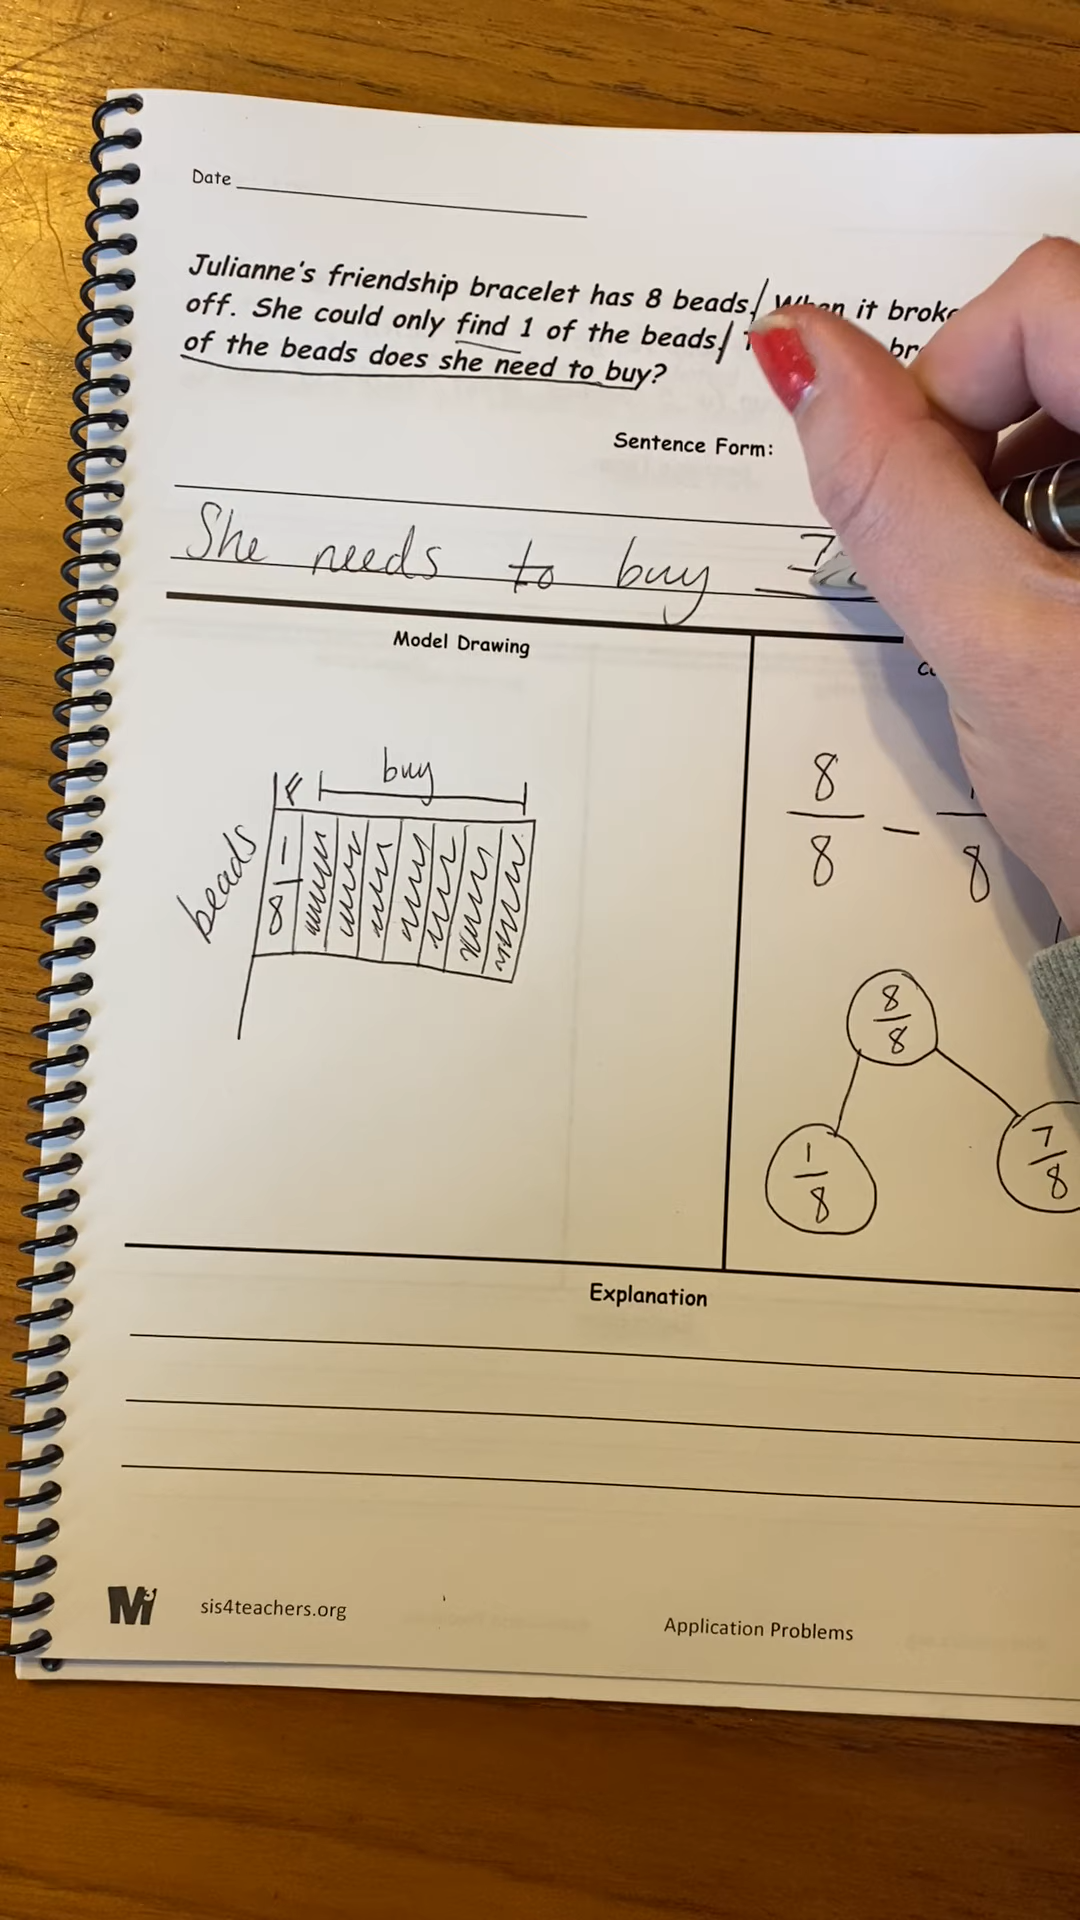 Date
Julianne's friendship bracelet has 8 beads. When it broke
off. She could only find 1 of the beads.
of the beads does she need to buy?
Sentence Form:
She needs to buy 7
Model Drawing
buy
F
beads
1
8
8
8
-
8
8
8
1
8
7
8
Explanation
sis4teachers.org
Application Problems